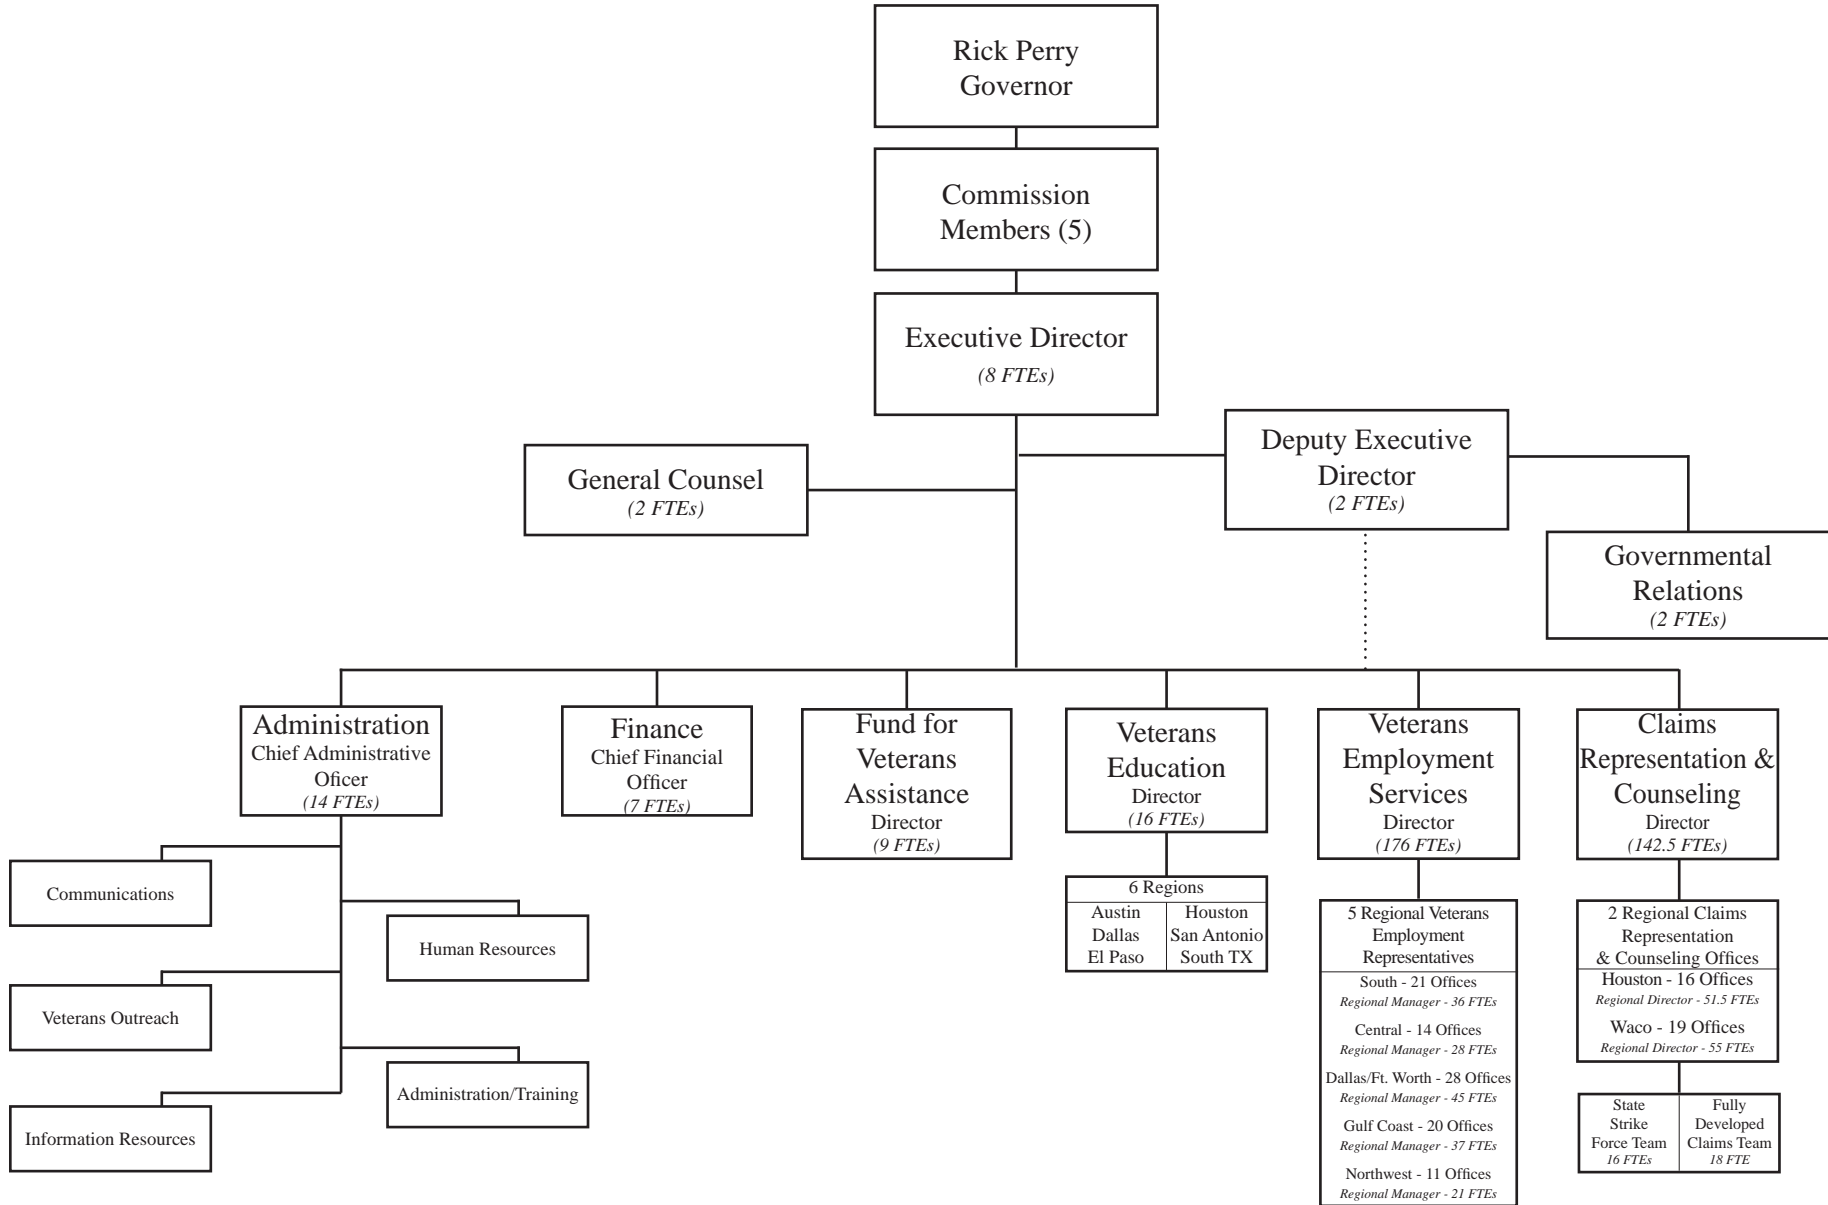 Rick Perry
Governor
Commission
Members (5)
Executive Director
(8 FTEs)
General Counsel
(2 FTEs)
Deputy Executive
Director
(2 FTEs)
Governmental
Relations
(2 FTEs)
Administration
Chief Administrative
Oficer
(14 FTEs)
Finance
Chief Financial
Officer
(7 FTEs)
Fund for
Veterans
Assistance
Director
(9 FTEs)
Veterans
Education
Director
(16 FTEs)
Veterans
Employment
Services
Director
(176 FTEs)
Claims
Representation &
Counseling
Director
(142.5 FTEs)
Communications
Human Resources
Veterans Outreach
Administration/Training
Information Resources
6 Regions
Austin
Dallas
El Paso
Houston
San Antonio
South TX
5 Regional Veterans
Employment
Representatives
South - 21 Offices
Regional Manager - 36 FTEs
Central - 14 Offices
Regional Manager - 28 FTEs
Dallas/Ft. Worth - 28 Offices
Regional Manager - 45 FTEs
Gulf Coast - 20 Offices
Regional Manager - 37 FTEs
Northwest - 11 Offices
Regional Manager - 21 FTEs
2 Regional Claims
Representation
& Counseling Offices
Houston - 16 Offices
Regional Director - 51.5 FTEs
Waco - 19 Offices
Regional Director - 55 FTEs
State
Strike
Force Team
16 FTEs
Fully
Developed
Claims Team
18 FTE